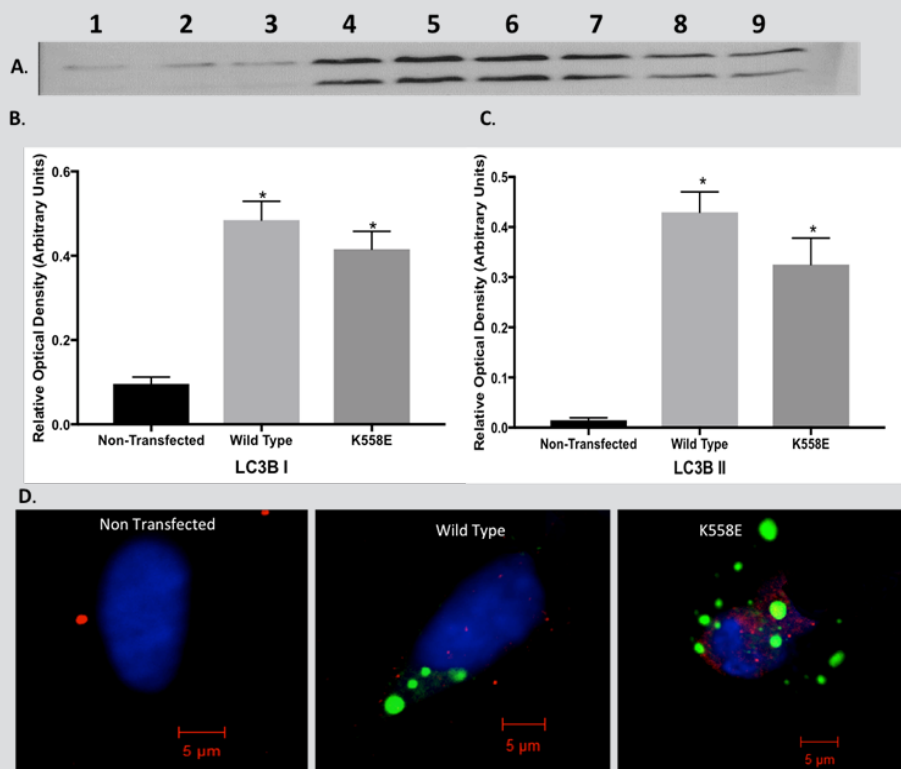 1 2 3 4 5 6 7 8 9
A.
B.
Relative Optical Density (Arbitrary Units)
0.6
0.4
0.2
0.0
*
*
Non-Transfected Wild Type K558E
LC3B I
C.
Relative Optical Density (Arbitrary Units)
0.5
0.4
0.3
0.2
0.1
0.0
*
*
Non-Transfected Wild Type K558E
LC3B II
D.
Non Transfected
5 μm
Wild Type
5 μm
K558E
5 μm